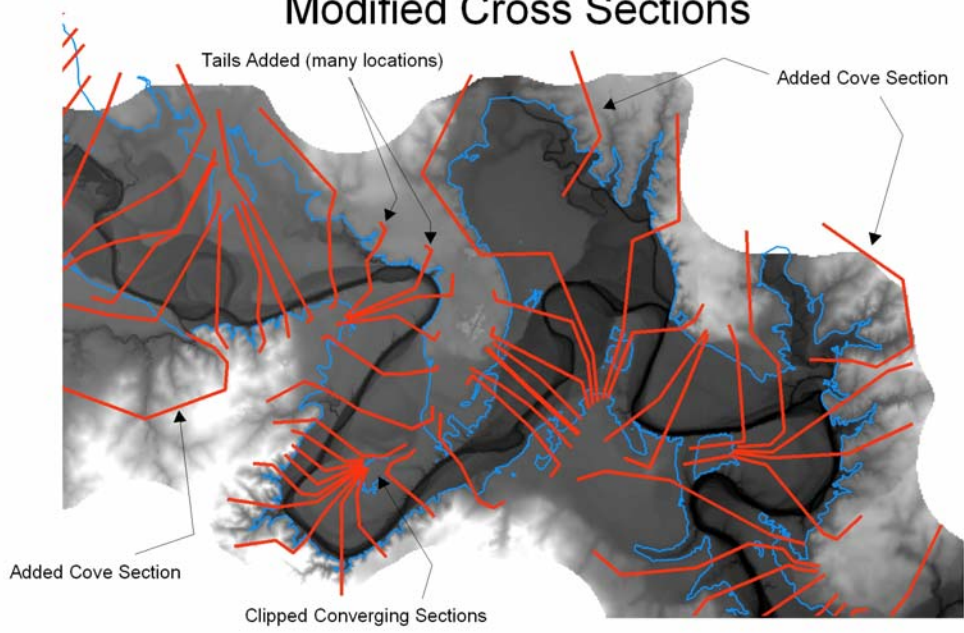 Modified Cross Sections
Tails Added (many locations)
Added Cove Section
Added Cove Section
Clipped Converging Sections